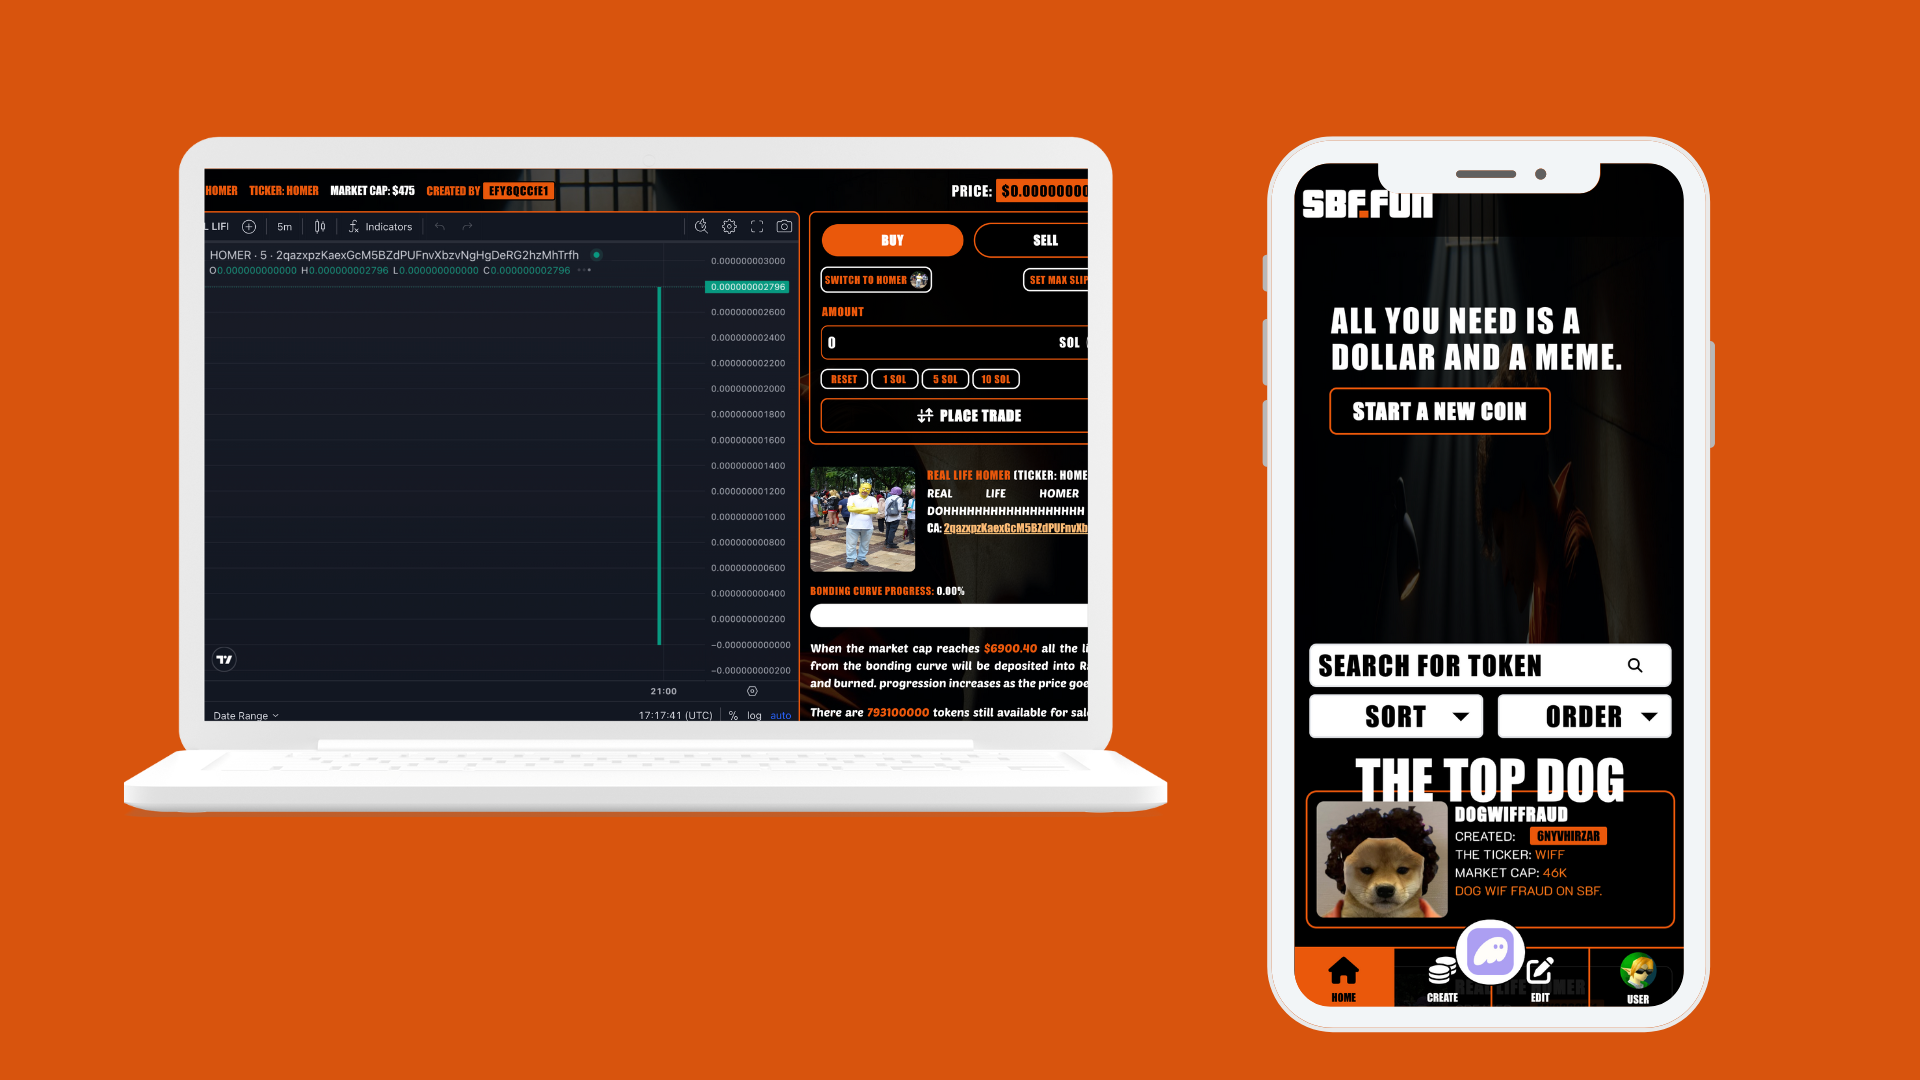 HOMER TICKER: HOMER MARKET CAP: $475 CREATED BY EFY8QCCfE1
PRICE: $0.00000000
LIFI 5m Indicators
HOMER · 5 · 2qazxpzKaexGcM5BZdPUFnvXbzvNgHgDeRG2hzMhTrfh
O0.000000000000 H0.000000002796 L0.000000000000 C0.000000002796
0.000000003000
0.000000002796
0.000000002600
0.000000002400
0.000000002200
0.000000002000
0.000000001800
0.000000001600
0.000000001400
0.000000001200
0.000000001000
0.000000000800
0.000000000600
0.000000000400
0.000000000200
−0.000000000000
−0.000000000200
21:00
Date Range 17:17:41 (UTC) % log auto
BUY SELL
SWITCH TO HOMER SET MAX SLIP
AMOUNT
0 SOL
RESET 1 SOL 5 SOL 10 SOL
PLACE TRADE
REAL LIFE HOMER (TICKER: HOME
REAL LIFE HOMER
DOHHHHHHHHHHHHHHHHHH
CA: 2qazxpzKaexGcM5BZdPUFnvXb
BONDING CURVE PROGRESS: 0.00%
When the market cap reaches $6900.40 all the li
from the bonding curve will be deposited into R
and burned. progression increases as the price goe
There are 793100000 tokens still available for sal
SBF.FUN
ALL YOU NEED IS A
DOLLAR AND A MEME.
START A NEW COIN
SEARCH FOR TOKEN
SORT ORDER
THE TOP DOG
DOGWIFFRAUD
CREATED: 6NYVHIRZAR
THE TICKER: WIFF
MARKET CAP: 46K
DOG WIF FRAUD ON SBF.
REAL LIFE HOMER
HOME CREATE EDIT USER